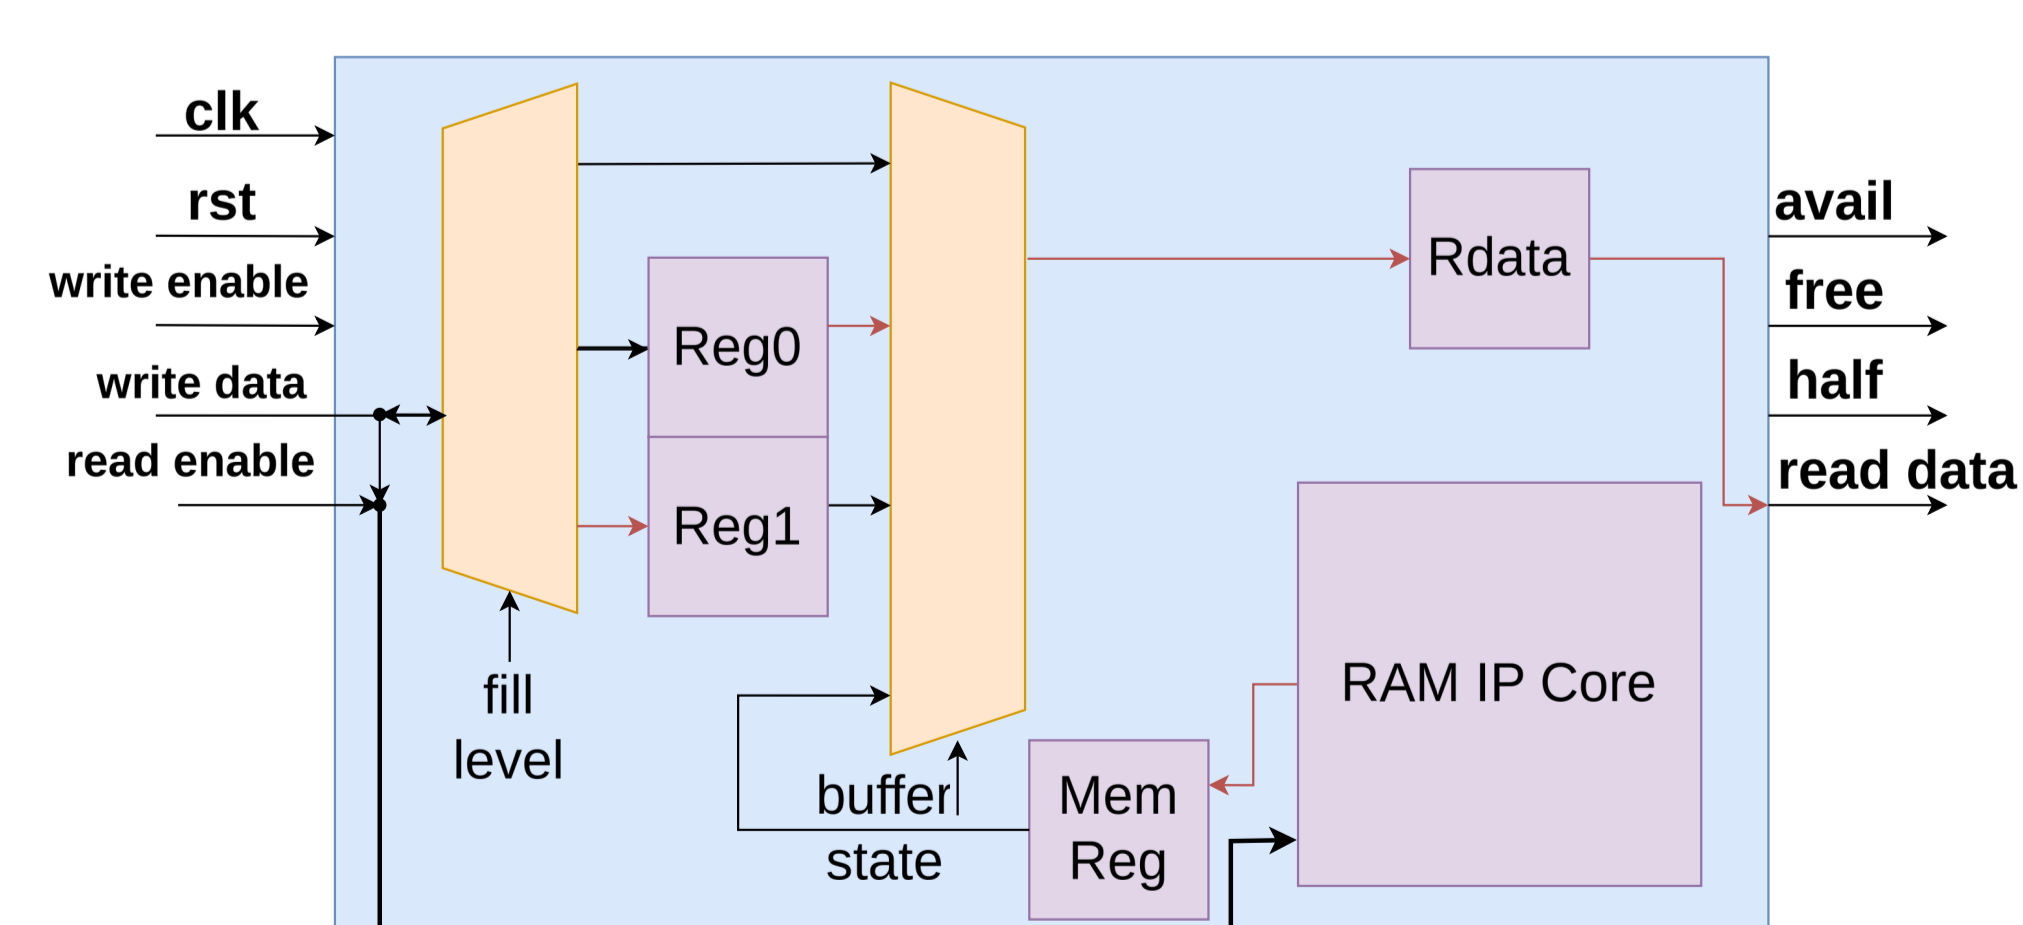 clk
rst
write enable
write data
read enable
fill
level
Reg0
Reg1
buffer
state
Mem
Reg
Rdata
RAM IP Core
avail
free
half
read data